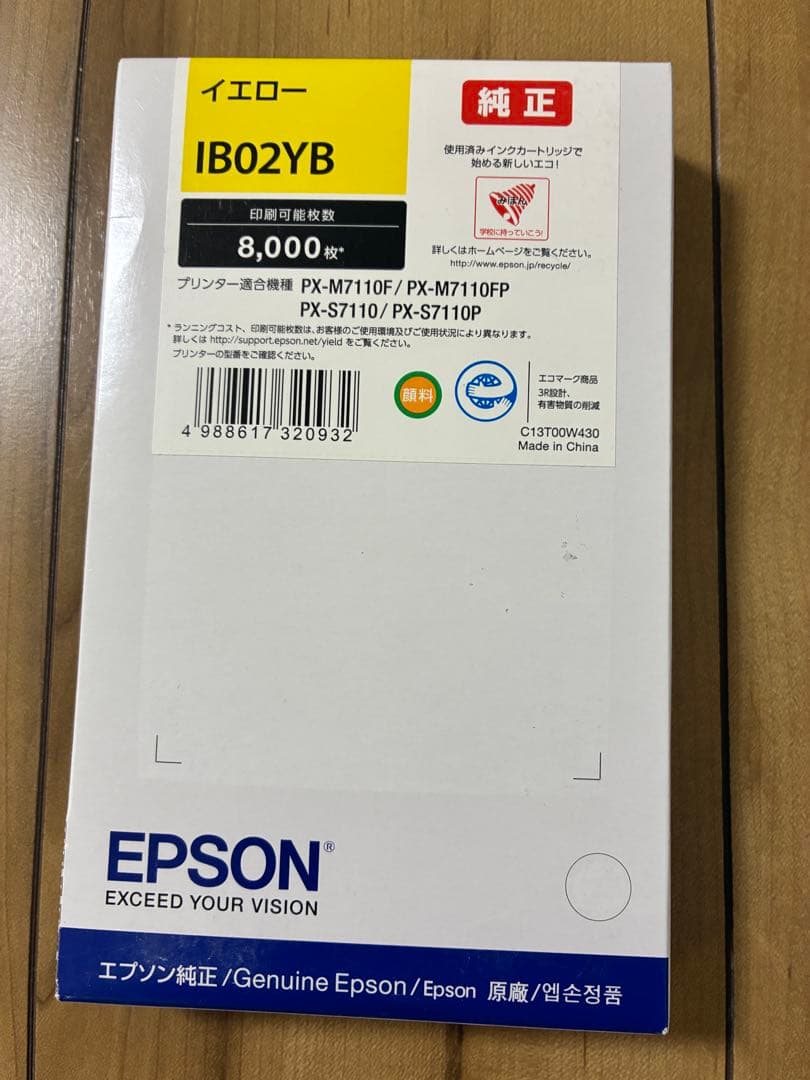 イエロー
IB02YB
純正
使用済みインクカートリッジで
始める新しいエコ!
みほん
学校に持っていこう!
詳しくはホームページをご覧ください。
http://www.epson.jp/recycle/
印刷可能枚数
8,000枚*
プリンター適合機種 PX-M7110F / PX-M7110FP
PX-S7110 / PX-S7110P
* ランニングコスト、印刷可能枚数は、お客様のご使用環境及びご使用状況により異なります。
詳しくは http://support.epson.net/yield をご覧ください。
プリンターの型番をご確認ください。
4 988617 320932
顔料
エコマーク商品
3R設計、
有害物質の削減
C13T00W430
Made in China
EPSON®
EXCEED YOUR VISION
エプソン純正/Genuine Epson/Epson 原廠/엡손정품